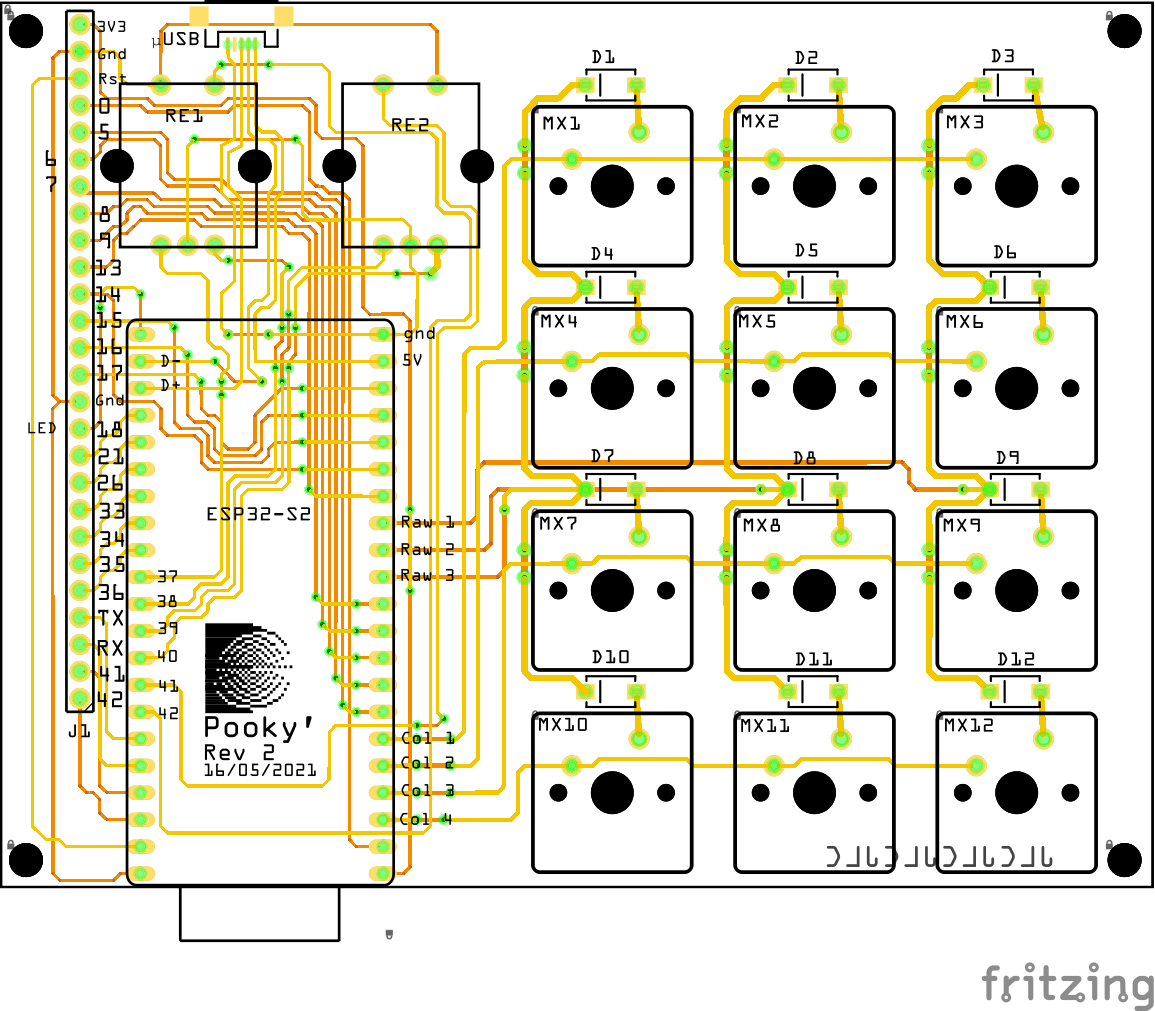 3V3
Gnd
Rst
0
5
6
7
8
9
13
14
15
16
17
Gnd
LED
18
21
26
33
34
35
36
TX
RX
41
42
J1
µUSB
RE1
RE2
D-
D+
gnd
5V
ESP32-S2
Raw 1
Raw 2
Raw 3
37
38
39
40
41
42
Pooky'
Rev 2
16/05/2021
Col 1
Col 2
Col 3
Col 4
D1
D2
D3
MX1
MX2
MX3
D4
D5
D6
MX4
MX5
MX6
D7
D8
D9
MX7
MX8
MX9
D10
D11
D12
MX10
MX11
MX12
JLCJLCJLCJLC
fritzing